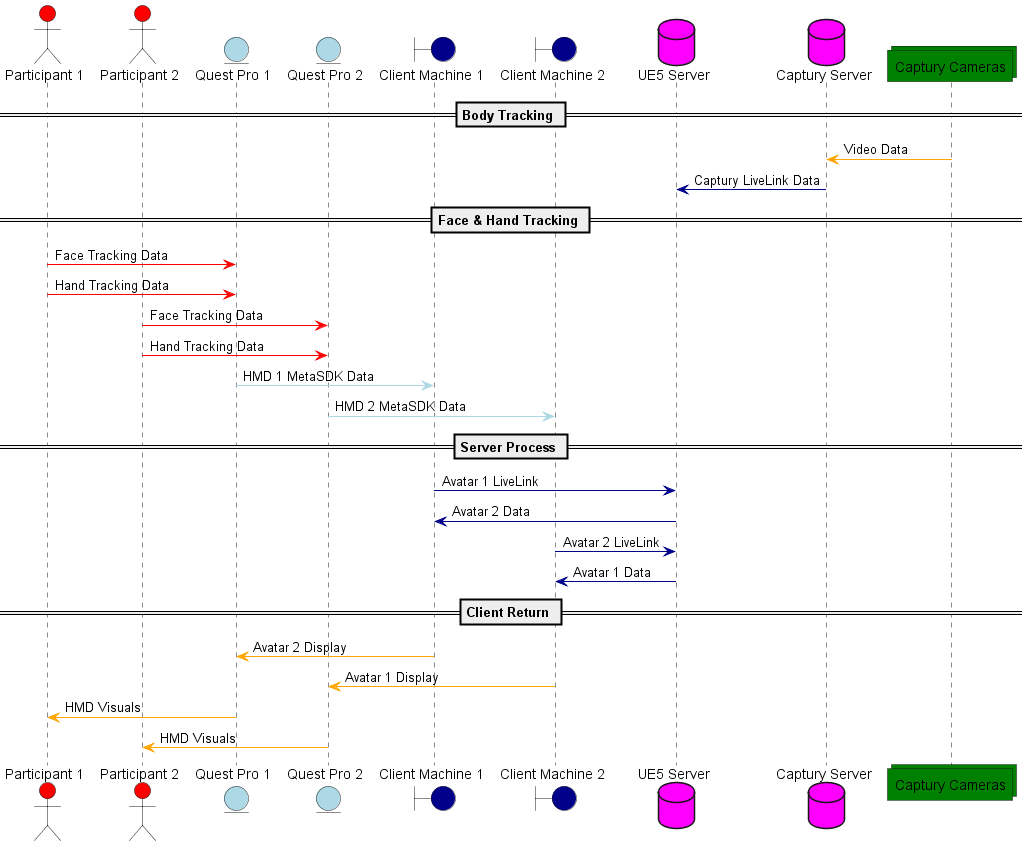 Participant 1 Participant 2 Quest Pro 1 Quest Pro 2 Client Machine 1 Client Machine 2 UE5 Server Captury Server Captury Cameras
Body Tracking
Video Data
Captury LiveLink Data
Face & Hand Tracking
Face Tracking Data
Hand Tracking Data
Face Tracking Data
Hand Tracking Data
HMD 1 MetaSDK Data
HMD 2 MetaSDK Data
Server Process
Avatar 1 LiveLink
Avatar 2 Data
Avatar 2 LiveLink
Avatar 1 Data
Client Return
Avatar 2 Display
Avatar 1 Display
HMD Visuals
HMD Visuals
Participant 1 Participant 2 Quest Pro 1 Quest Pro 2 Client Machine 1 Client Machine 2 UE5 Server Captury Server Captury Cameras